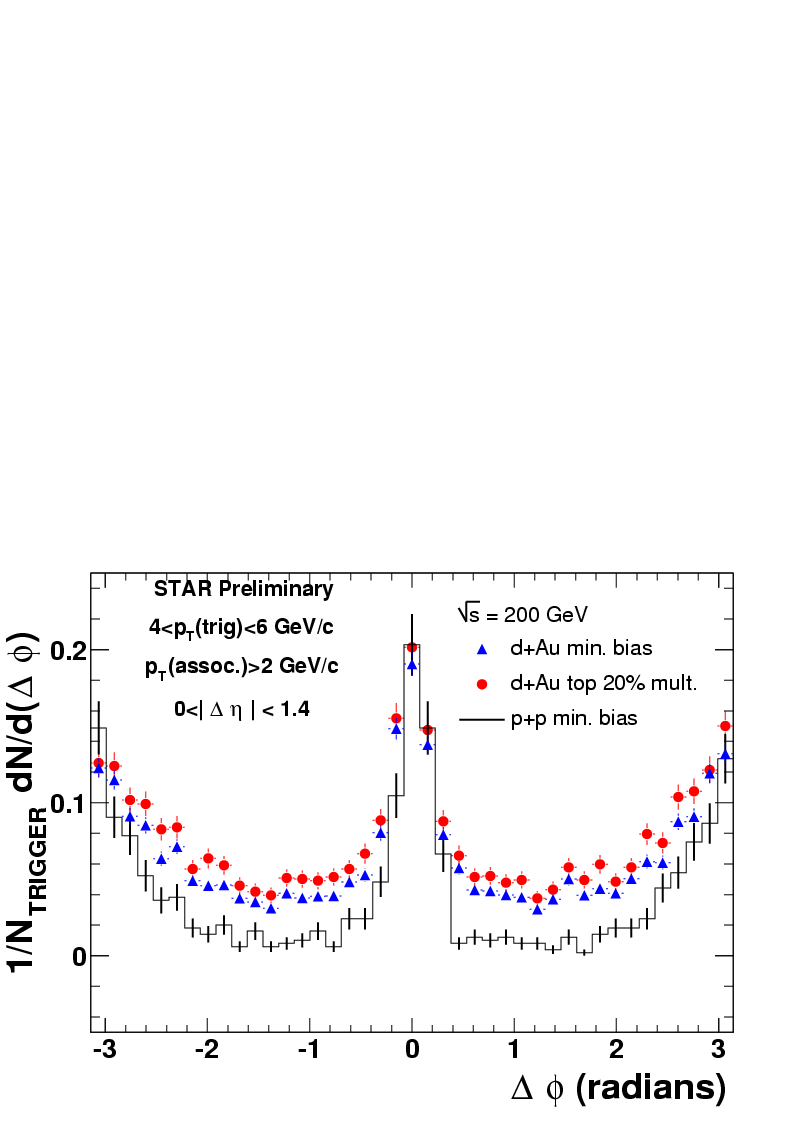 STAR Preliminary
4<pT(trig)<6 GeV/c
pT(assoc.)>2 GeV/c
0<| Δ η | < 1.4
√s = 200 GeV
d+Au min. bias
d+Au top 20% mult.
p+p min. bias
1/NTRIGGER dN/d(Δ ϕ)
0.2
0.1
0
-3 -2 -1 0 1 2 3
Δ ϕ (radians)